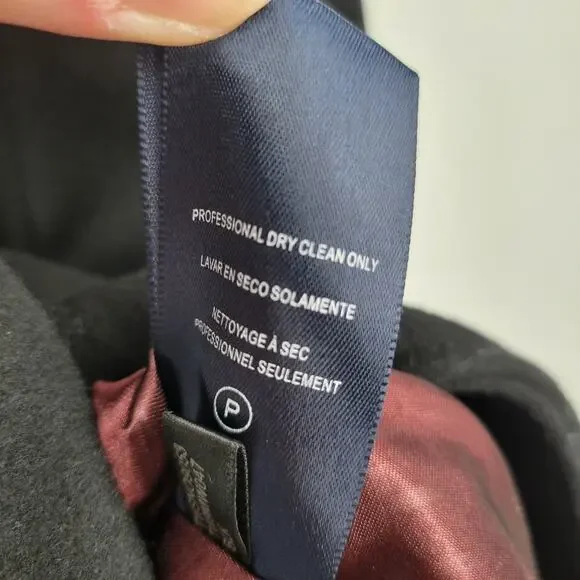 PROFESSIONAL DRY CLEAN ONLY
LAVAR EN SECO SOLAMENTE
NETTOYAGE À SEC
PROFESSIONNEL SEULEMENT
P